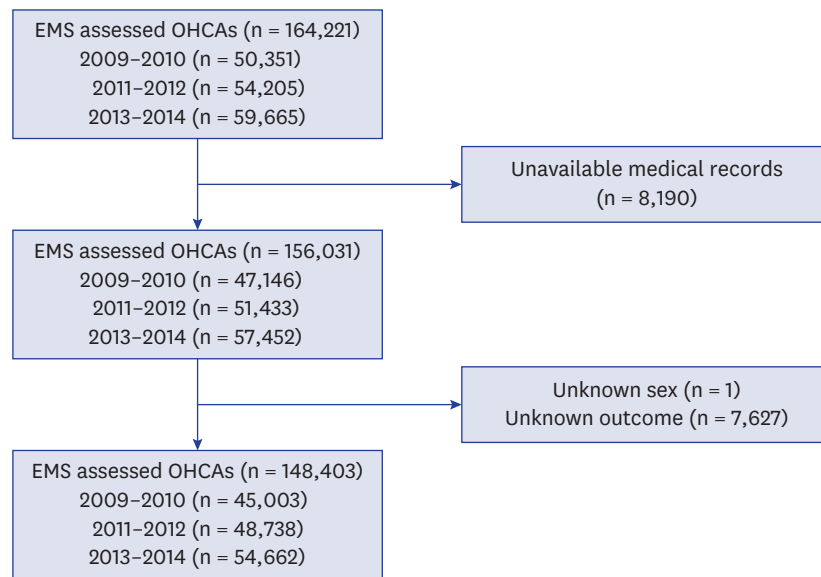 EMS assessed OHCAs (n = 164,221)
2009–2010 (n = 50,351)
2011–2012 (n = 54,205)
2013–2014 (n = 59,665)
Unavailable medical records
(n = 8,190)
EMS assessed OHCAs (n = 156,031)
2009–2010 (n = 47,146)
2011–2012 (n = 51,433)
2013–2014 (n = 57,452)
Unknown sex (n = 1)
Unknown outcome (n = 7,627)
EMS assessed OHCAs (n = 148,403)
2009–2010 (n = 45,003)
2011–2012 (n = 48,738)
2013–2014 (n = 54,662)